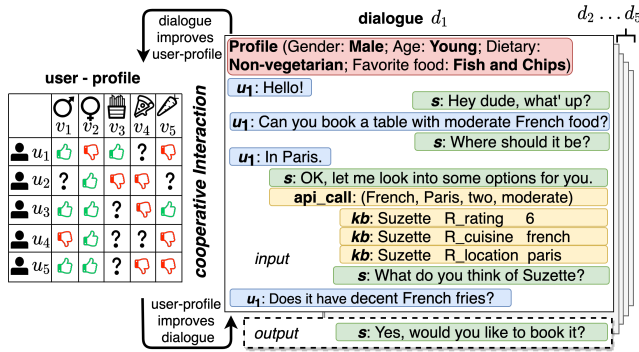 dialogue improves user-profile
dialogue d1
d2 ... d5
Profile (Gender: Male; Age: Young; Dietary:
Non-vegetarian; Favorite food: Fish and Chips)
user - profile
v1 v2 v3 v4 v5
u1 ?
u2 ? ?
u3 ?
u4 ?
u5 ?
cooperative Interaction
u1: Hello!
s: Hey dude, what' up?
u1: Can you book a table with moderate French food?
s: Where should it be?
u1: In Paris.
s: OK, let me look into some options for you.
api_call: (French, Paris, two, moderate)
kb: Suzette R_rating 6
kb: Suzette R_cuisine french
kb: Suzette R_location paris
input
s: What do you think of Suzette?
u1: Does it have decent French fries?
user-profile improves dialogue
output
s: Yes, would you like to book it?